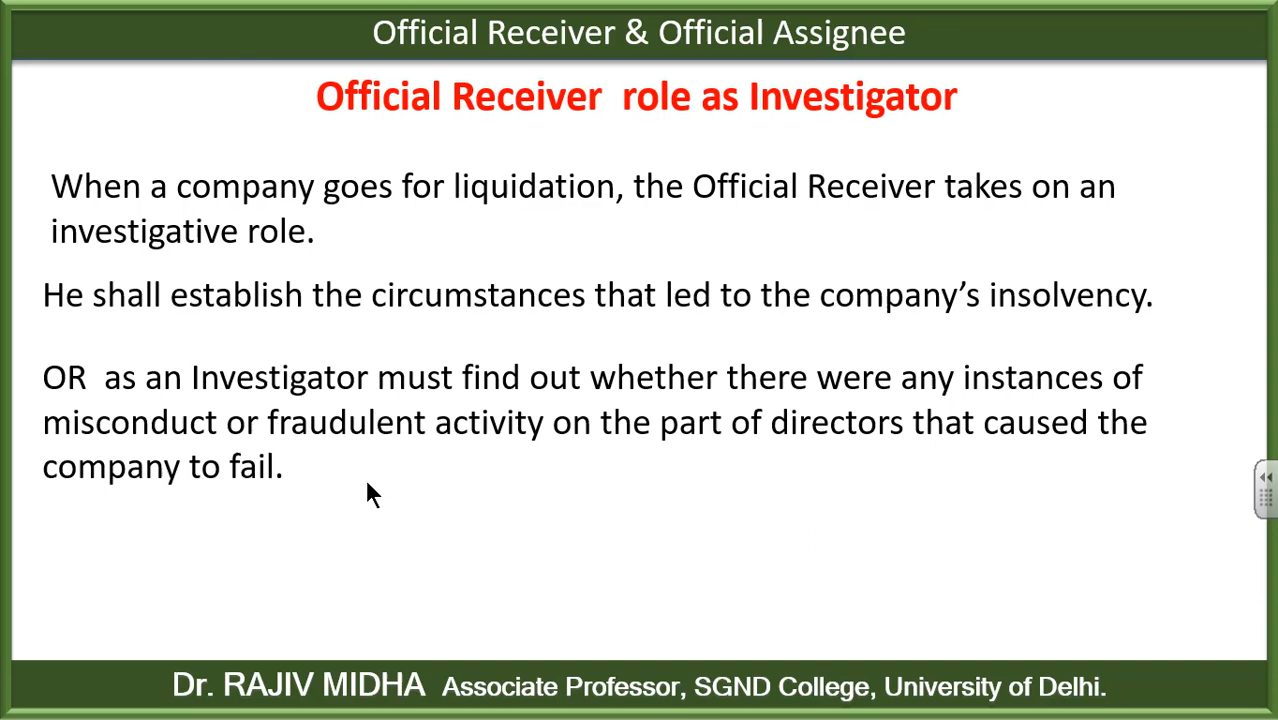 Official Receiver & Official Assignee
Official Receiver role as Investigator
When a company goes for liquidation, the Official Receiver takes on an
investigative role.
He shall establish the circumstances that led to the company’s insolvency.
OR as an Investigator must find out whether there were any instances of
misconduct or fraudulent activity on the part of directors that caused the
company to fail.
Dr. RAJIV MIDHA Associate Professor, SGND College, University of Delhi.